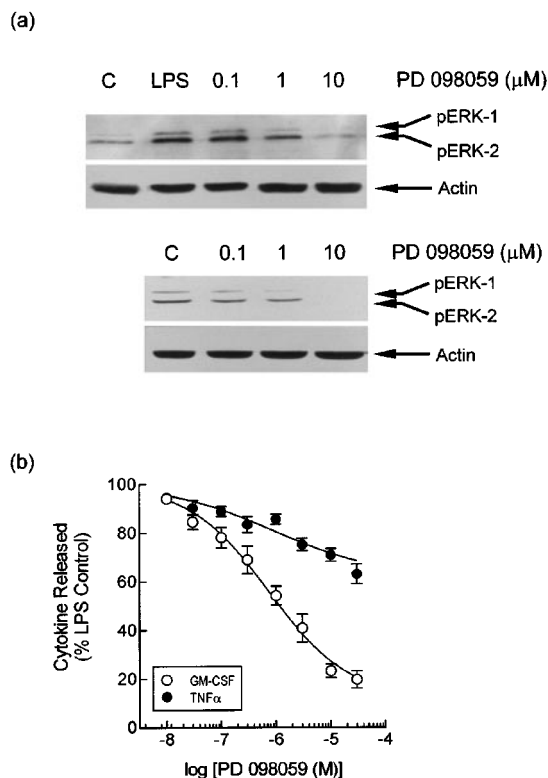 (a)
C LPS 0.1 1 10 PD 098059 (μM)
pERK-1
pERK-2
Actin
C 0.1 1 10 PD 098059 (μM)
pERK-1
pERK-2
Actin
(b)
Cytokine Released
(% LPS Control)
100
80
60
40
20
0
GM-CSF
TNFα
-8 -7 -6 -5 -4
log [PD 098059 (M)]